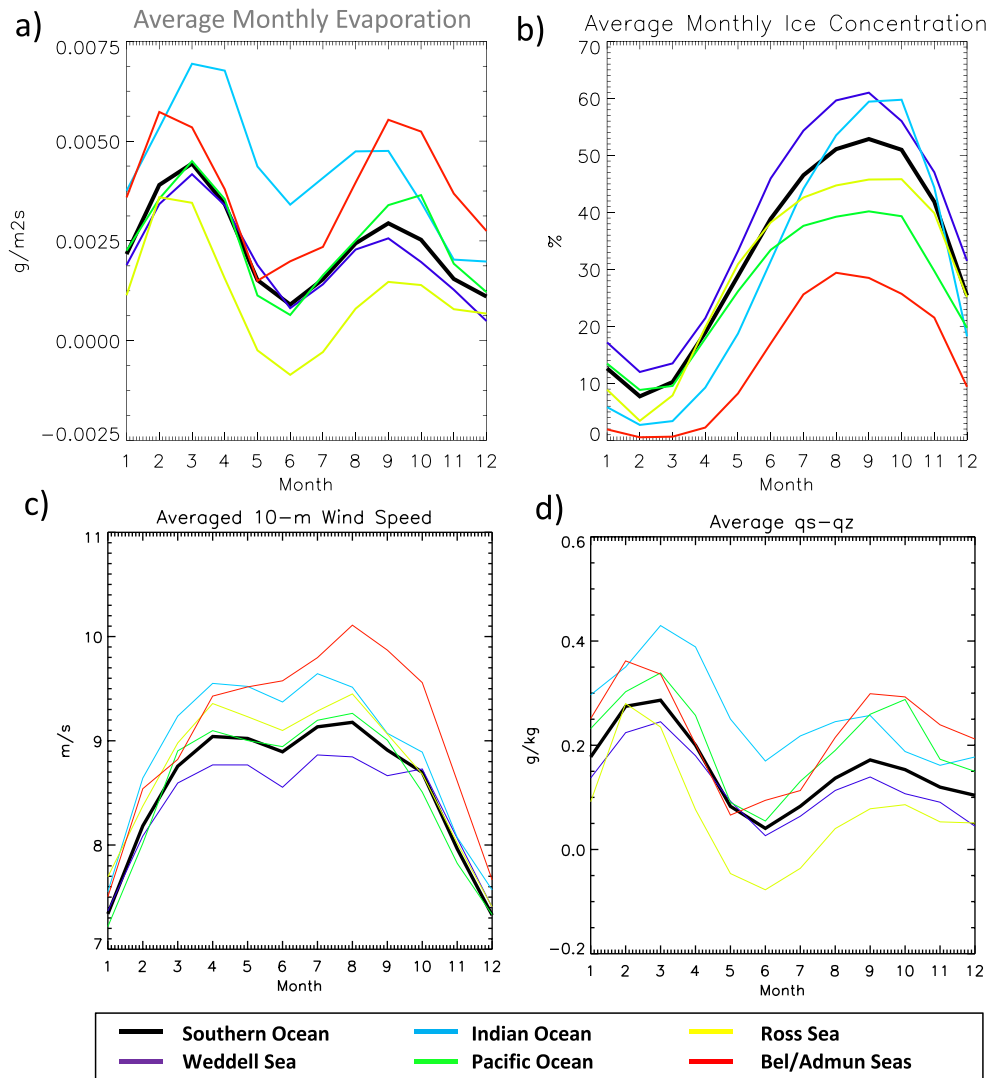 a)
Average Monthly Evaporation
0.0075
0.0050
0.0025
0.0000
−0.0025
g/m2s
1 2 3 4 5 6 7 8 9 10 11 12
Month
b)
Average Monthly Ice Concentration
70
60
50
40
30
20
10
0
%
1 2 3 4 5 6 7 8 9 10 11 12
Month
c)
Averaged 10−m Wind Speed
11
10
9
8
7
m/s
1 2 3 4 5 6 7 8 9 10 11 12
Month
d)
Average qs−qz
0.6
0.4
0.2
0.0
−0.2
g/kg
1 2 3 4 5 6 7 8 9 10 11 12
Month
Southern Ocean Indian Ocean Ross Sea
Weddell Sea Pacific Ocean Bel/Admun Seas